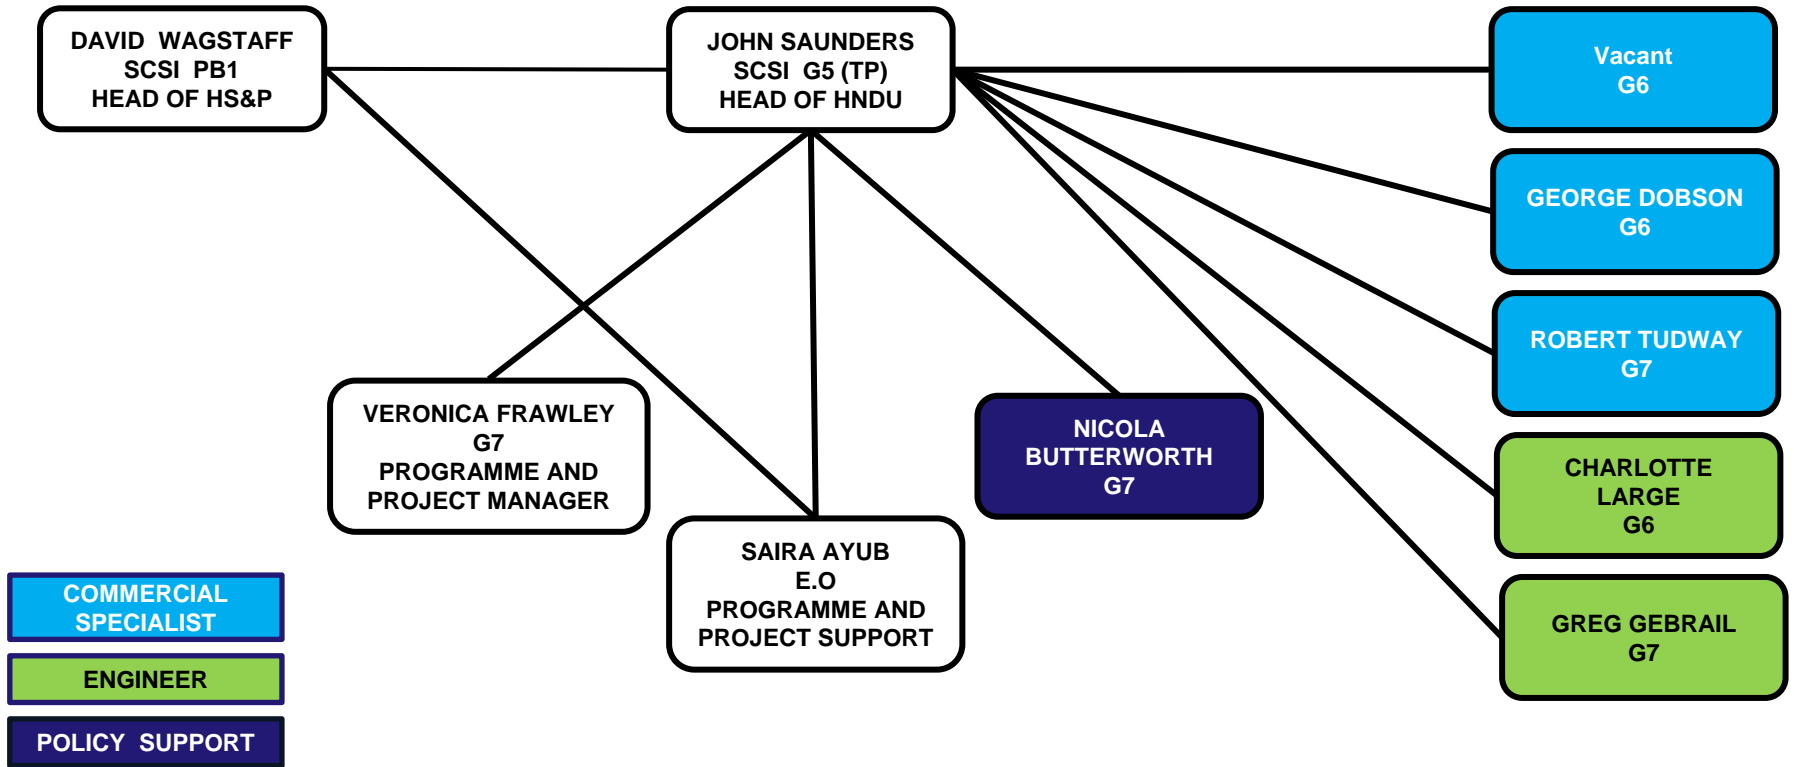 DAVID WAGSTAFF
SCSI PB1
HEAD OF HS&P
JOHN SAUNDERS
SCSI G5 (TP)
HEAD OF HNDU
Vacant
G6
GEORGE DOBSON
G6
ROBERT TUDWAY
G7
CHARLOTTE
LARGE
G6
GREG GEBRAIL
G7
VERONICA FRAWLEY
G7
PROGRAMME AND
PROJECT MANAGER
SAIRA AYUB
E.O
PROGRAMME AND
PROJECT SUPPORT
NICOLA
BUTTERWORTH
G7
COMMERCIAL
SPECIALIST
ENGINEER
POLICY SUPPORT